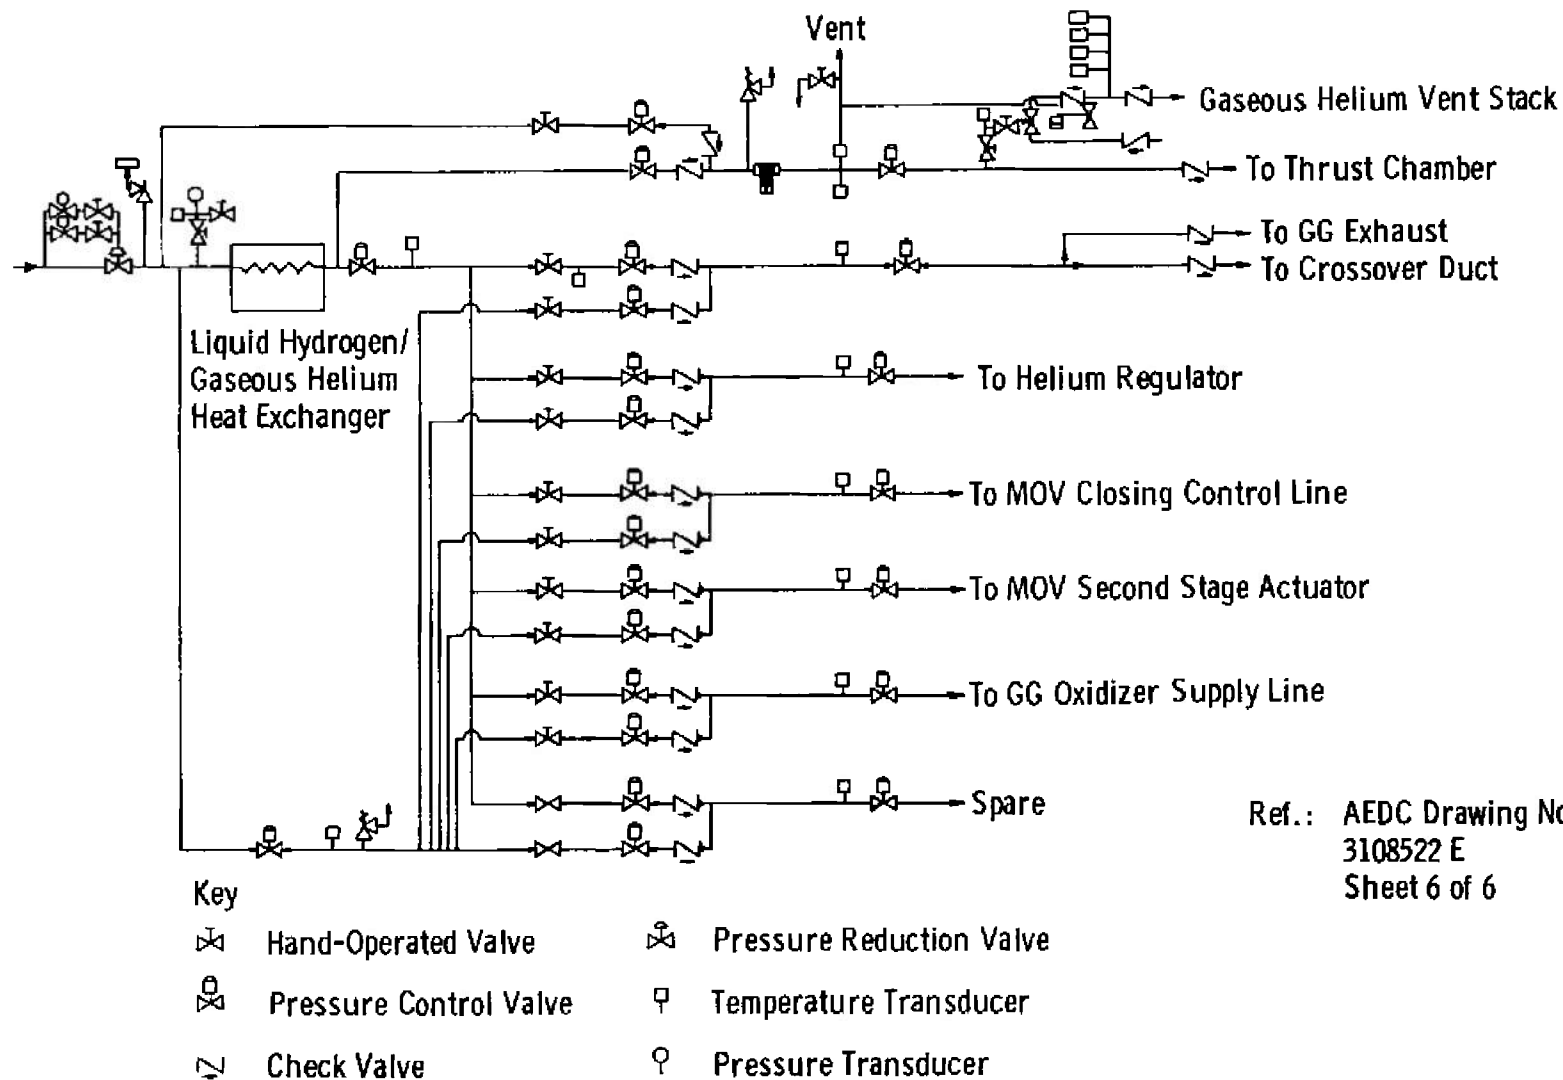 Vent
Gaseous Helium Vent Stack
To Thrust Chamber
To GG Exhaust
To Crossover Duct
Liquid Hydrogen/
Gaseous Helium
Heat Exchanger
To Helium Regulator
To MOV Closing Control Line
To MOV Second Stage Actuator
To GG Oxidizer Supply Line
Spare
Ref.: AEDC Drawing No
3108522 E
Sheet 6 of 6
Key
Hand-Operated Valve
Pressure Reduction Valve
Pressure Control Valve
Temperature Transducer
Check Valve
Pressure Transducer